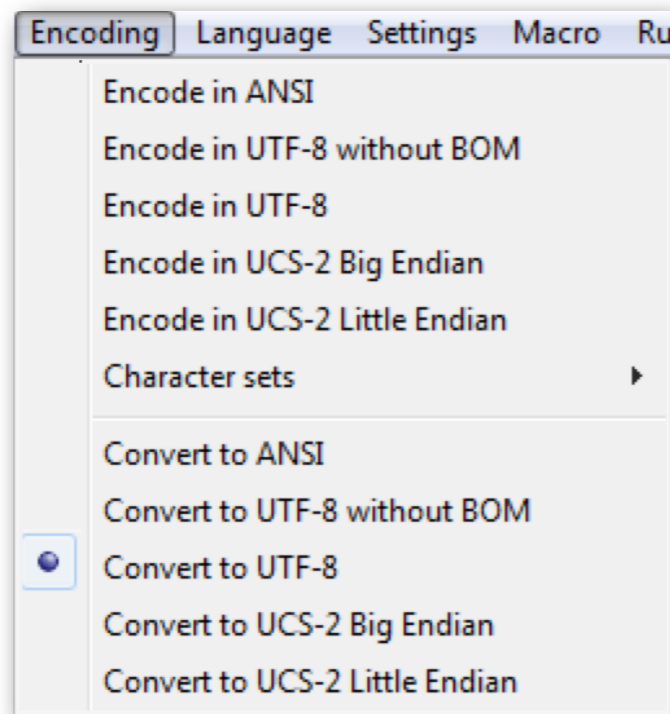 Encoding Language Settings Macro Ru
Encode in ANSI
Encode in UTF-8 without BOM
Encode in UTF-8
Encode in UCS-2 Big Endian
Encode in UCS-2 Little Endian
Character sets
Convert to ANSI
Convert to UTF-8 without BOM
Convert to UTF-8
Convert to UCS-2 Big Endian
Convert to UCS-2 Little Endian